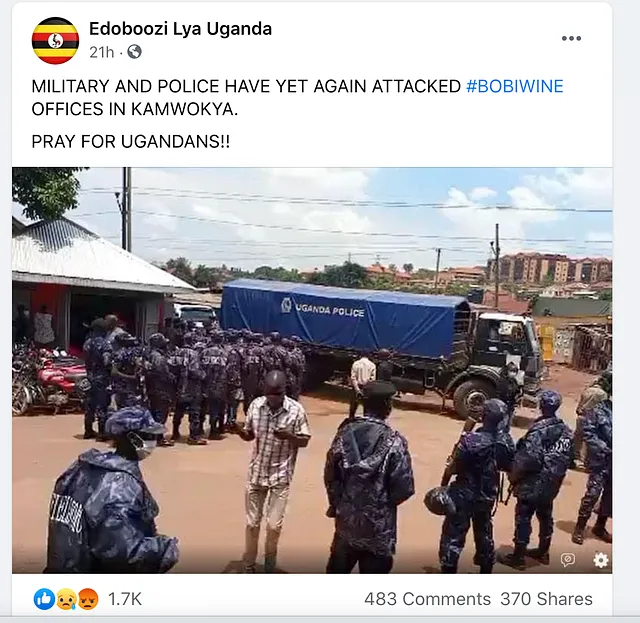 Edoboozi Lya Uganda
21h ·
MILITARY AND POLICE HAVE YET AGAIN ATTACKED #BOBIWINE
OFFICES IN KAMWOKYA.
PRAY FOR UGANDANS!!
UGANDA POLICE
1.7K
483 Comments 370 Shares